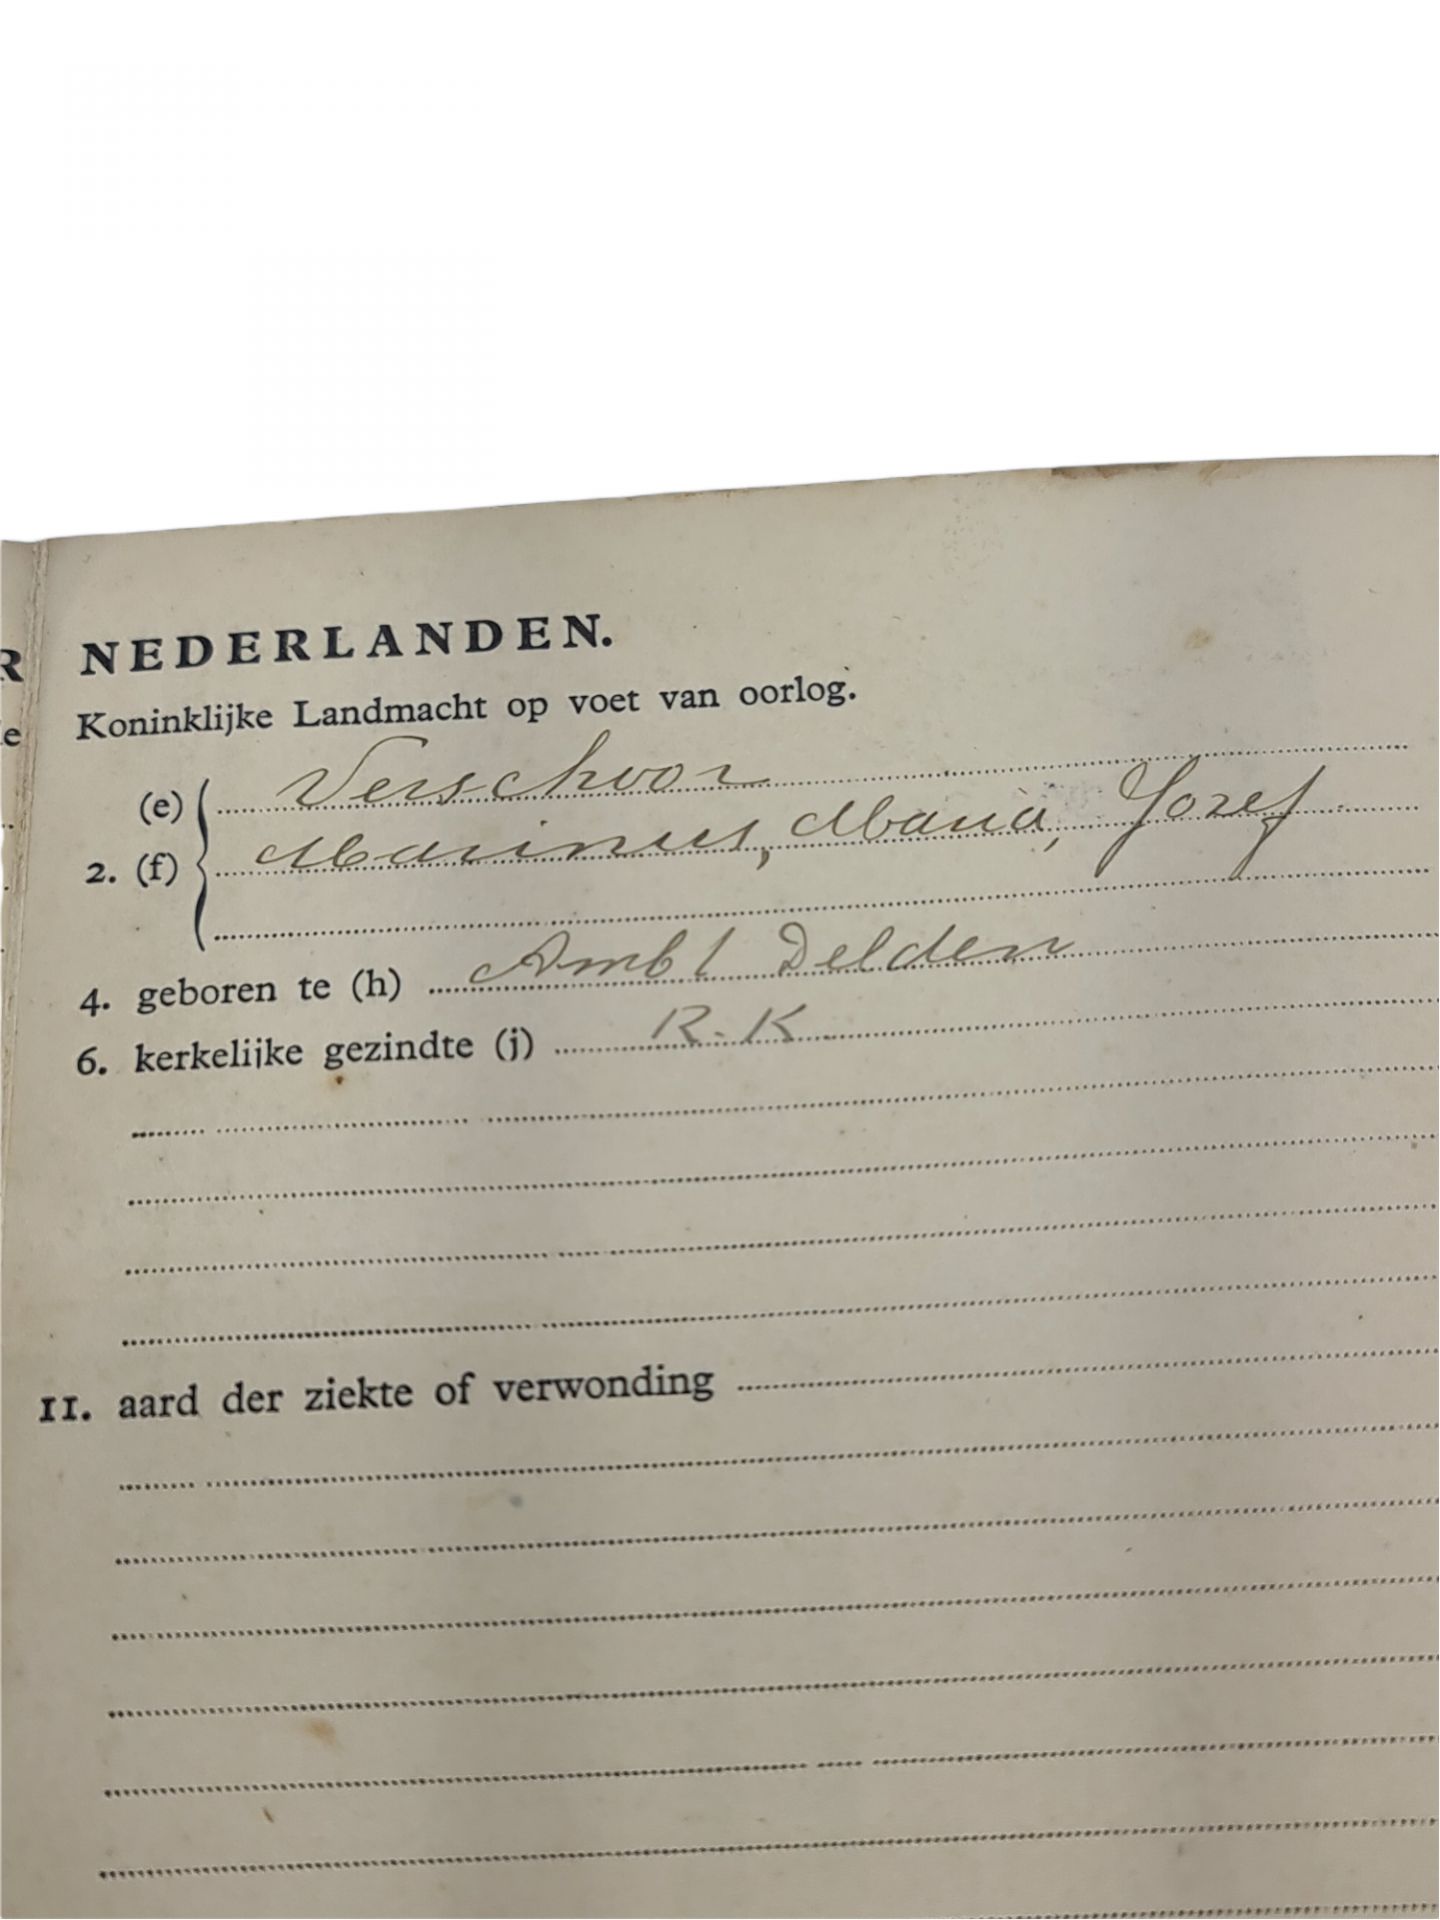 R NEDERLANDEN.
Koninklijke Landmacht op voet van oorlog.
(e) Verschoor
2. (f) Marinus, Maria, Jozef
4. geboren te (h) Ambt Delden
6. kerkelijke gezindte (j) R.K.
11. aard der ziekte of verwonding